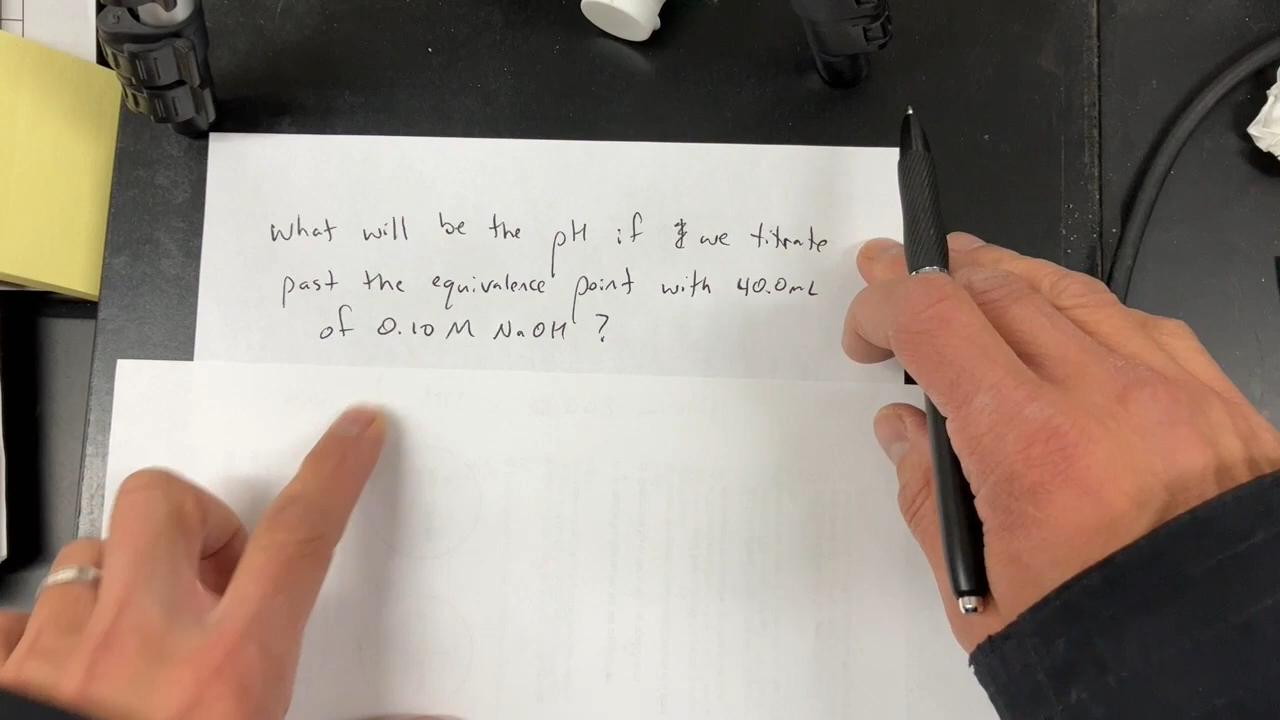 What will be the pH if we titrate
past the equivalence point with 40.0mL
of 0.10 M NaOH ?